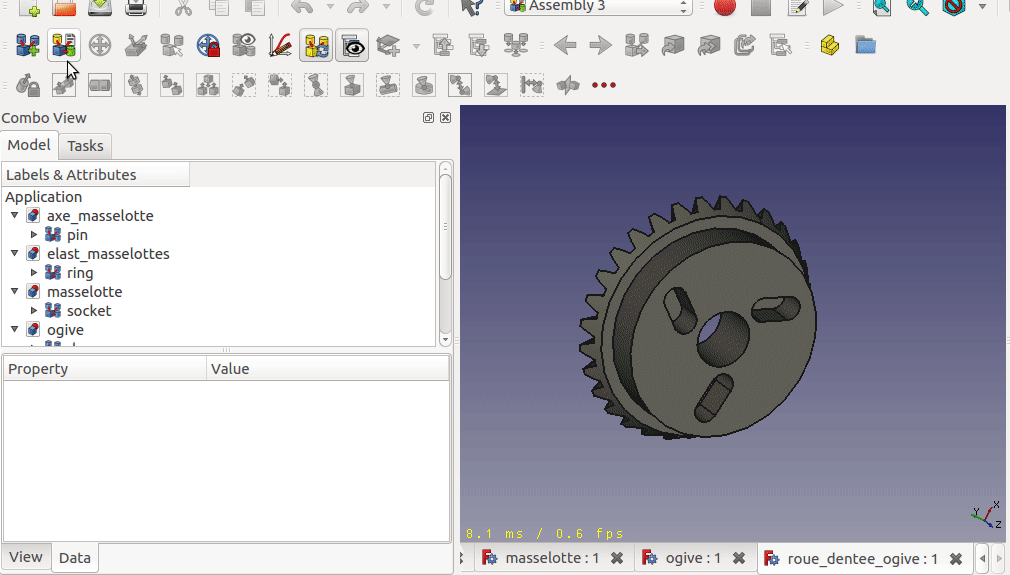 Assembly 3
Combo View
Model Tasks
Labels & Attributes
Application
axe_masselotte
pin
elast_masselottes
ring
masselotte
socket
ogive
Property Value
8.1 ms / 0.6 fps
Y X Z
View Data
masselotte : 1 ogive : 1 roue_dentee_ogive : 1